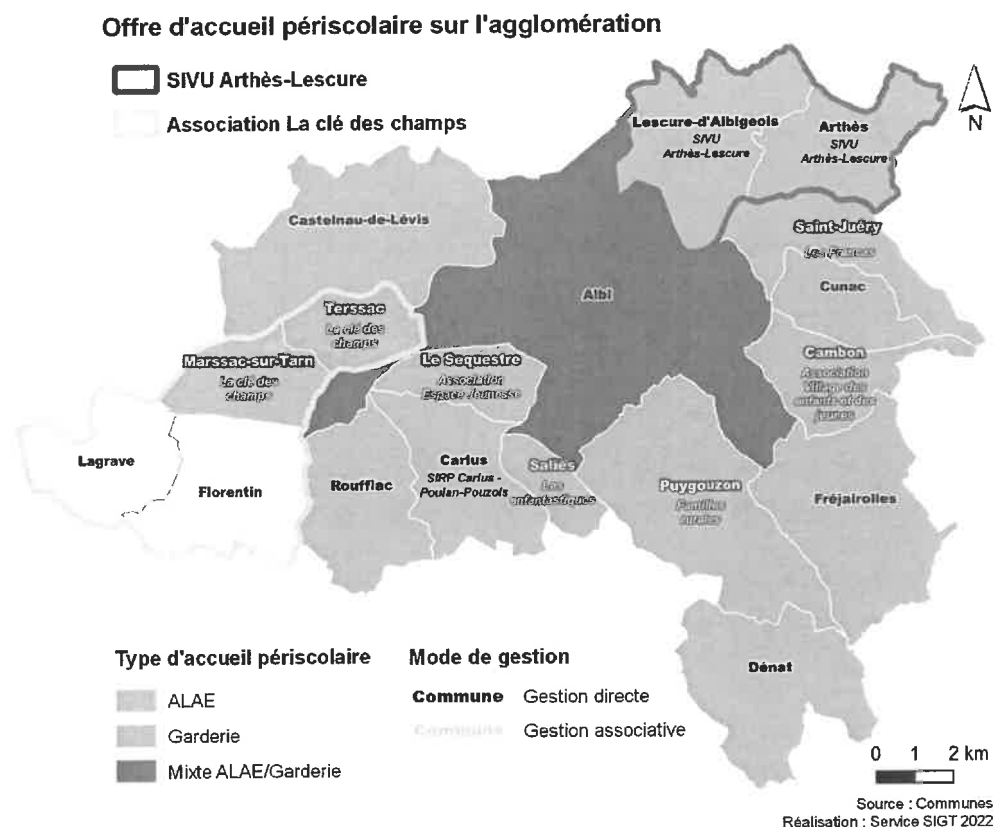 Offre d'accueil périscolaire sur l'agglomération
SIVU Arthès-Lescure
Association La clé des champs
N
Lescure-d'Albigeois
SIVU
Arthès-Lescure
Arthès
SIVU
Arthès-Lescure
Castelnau-de-Lévis
Saint-Juéry
Les Francas
Cunac
Albi
Terssac
La clé des
champs
Marssac-sur-Tarn
La clé des
champs
Le Sequestre
Association
Espace Jeunesse
Cambon
Association
Village des
enfants et des
jeunes
Lagrave
Florentin
Rouffiac
Carlus
SIRP Carlus -
Poulan-Pouzols
Saliès
Les
enfantastiques
Puygouzon
Familles
rurales
Fréjairolles
Dénat
Type d'accueil périscolaire
ALAE
Garderie
Mixte ALAE/Garderie
Mode de gestion
Commune Gestion directe
Commune Gestion associative
0 1 2 km
Source : Communes
Réalisation : Service SIGT 2022